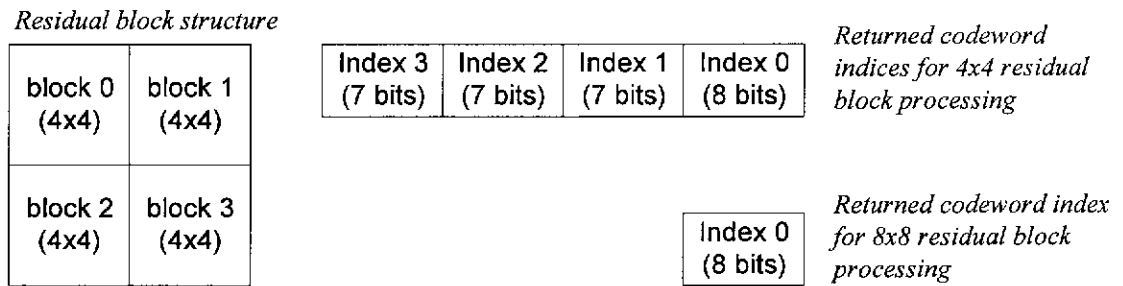 Residual block structure
block 0
(4x4)
block 1
(4x4)
block 2
(4x4)
block 3
(4x4)
Index 3
(7 bits)
Index 2
(7 bits)
Index 1
(7 bits)
Index 0
(8 bits)
Returned codeword
indices for 4x4 residual
block processing
Index 0
(8 bits)
Returned codeword index
for 8x8 residual block
processing